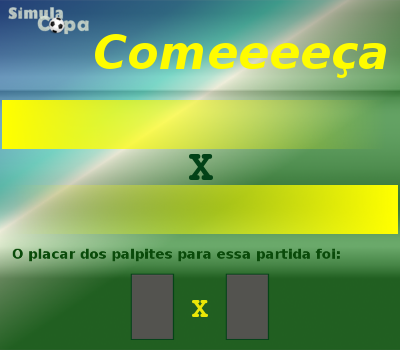 Simula
Copa
Comeeeeça
X
O placar dos palpites para essa partida foi:
x